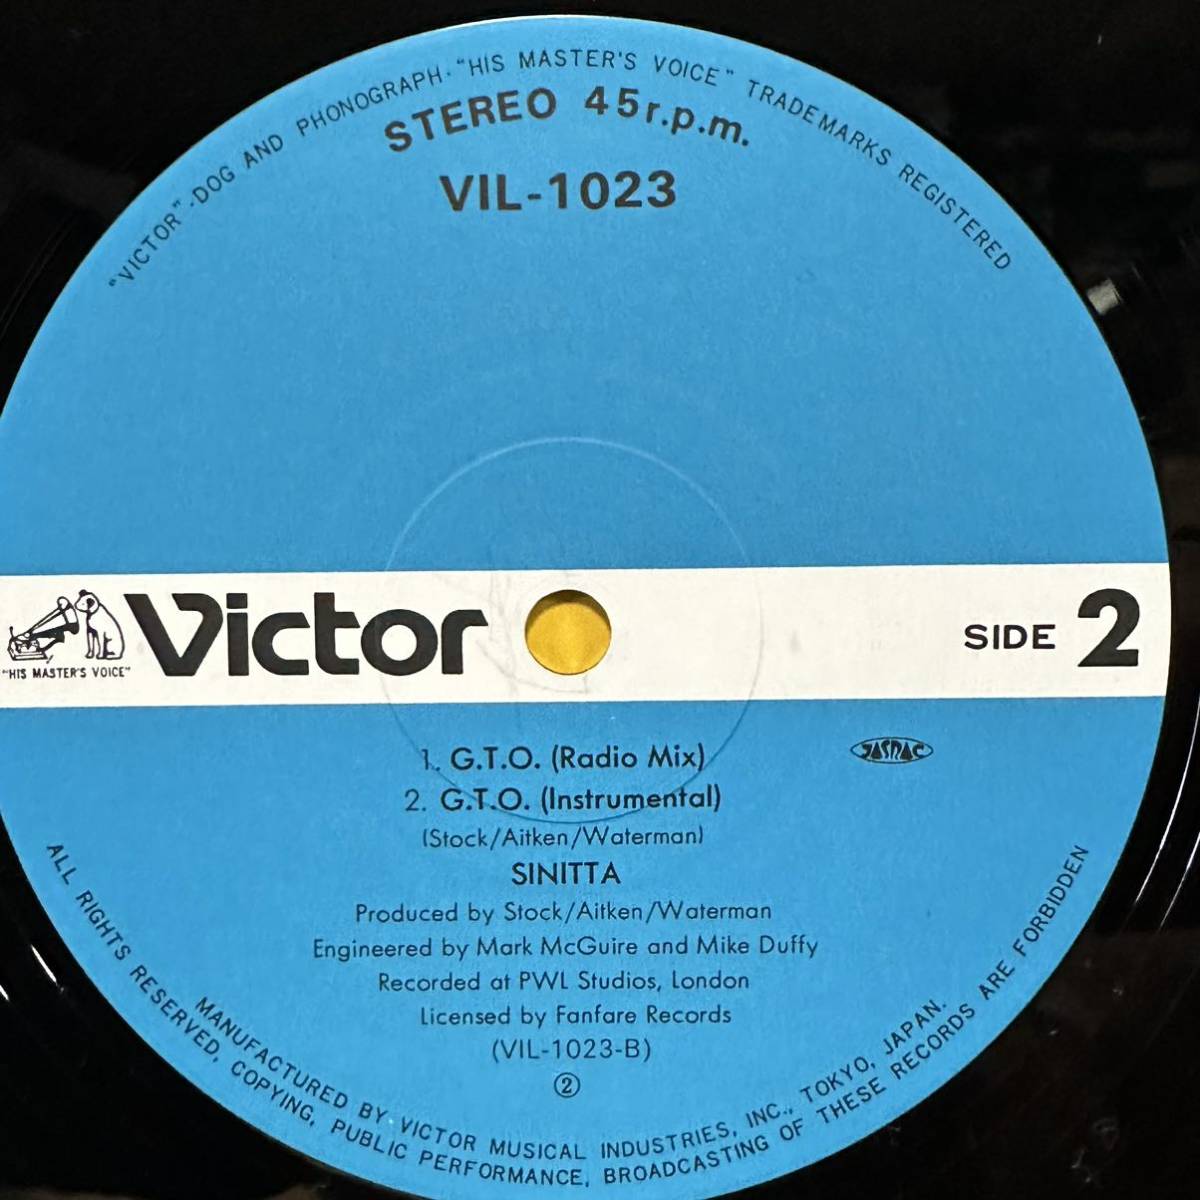 "VICTOR"·DOG AND PHONOGRAPH·"HIS MASTER'S VOICE" TRADEMARKS REGISTERED
STEREO 45r.p.m.
VIL-1023
Victor
"HIS MASTER'S VOICE"
SIDE 2
1. G.T.O. (Radio Mix)
JASRAC
2. G.T.O. (Instrumental)
(Stock/Aitken/Waterman)
SINITTA
Produced by Stock/Aitken/Waterman
Engineered by Mark McGuire and Mike Duffy
Recorded at PWL Studios, London
Licensed by Fanfare Records
(VIL-1023-B)
②
MANUFACTURED BY VICTOR MUSICAL INDUSTRIES, INC., TOKYO, JAPAN.
ALL RIGHTS RESERVED, COPYING, PUBLIC PERFORMANCE, BROADCASTING OF THESE RECORDS ARE FORBIDDEN